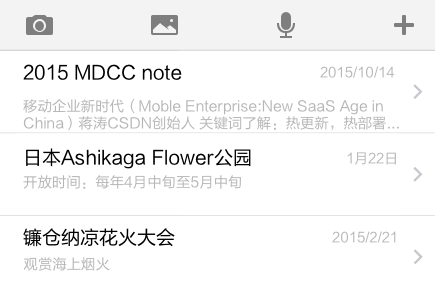 2015 MDCC note
2015/10/14
移动企业新时代（Moble Enterprise:New SaaS Age in
China）蒋涛CSDN创始人 关键词了解：热更新，热部署...
日本Ashikaga Flower公园
1月22日
开放时间：每年4月中旬至5月中旬
镰仓纳凉花火大会
2015/2/21
观赏海上烟火